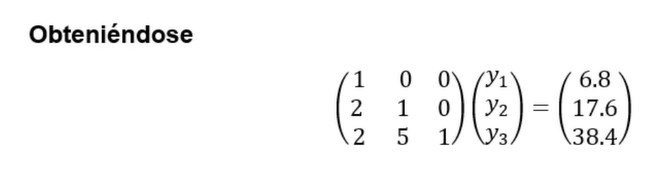 Obteniéndose
(1 0 0) (y₁) (6.8)
(2 1 0) (y₂) = (17.6)
(2 5 1) (y₃) (38.4)